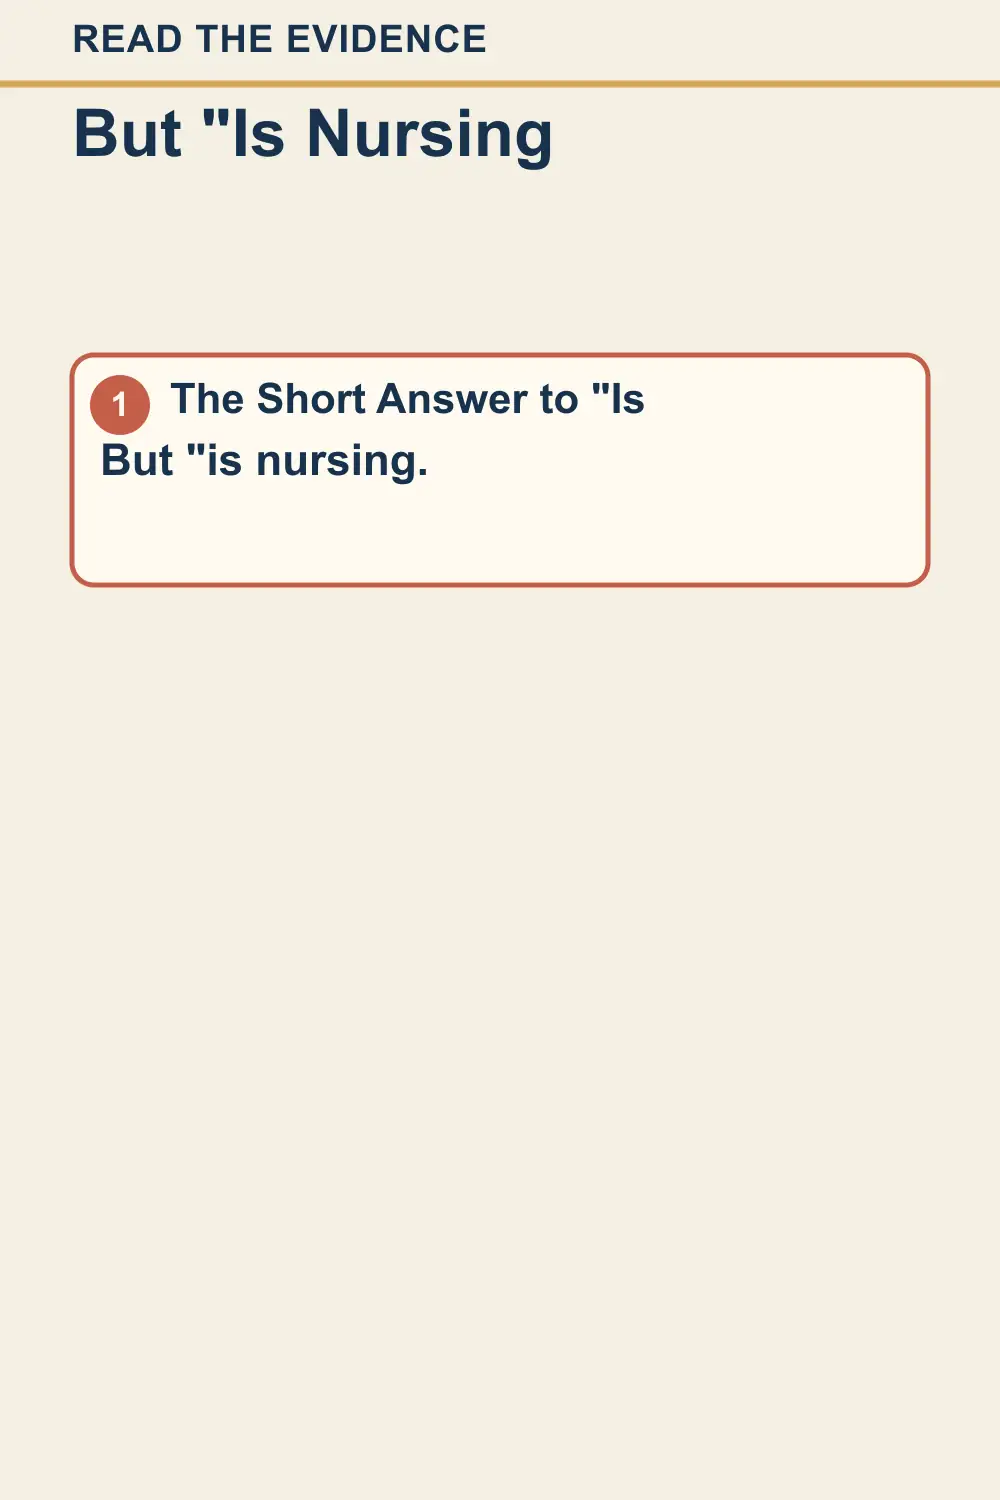 READ THE EVIDENCE
But "Is Nursing
1 The Short Answer to "Is
But "is nursing.